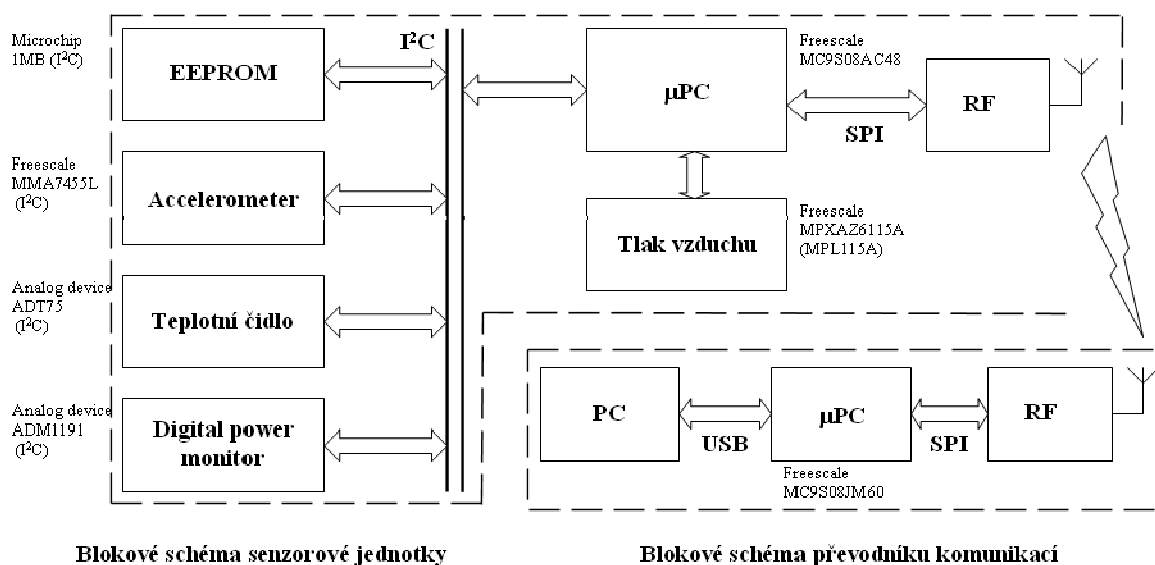 Microchip
1MB (I²C)
EEPROM
I²C
Freescale
MMA7455L
(I²C)
Accelerometer
Analog device
ADT75
(I²C)
Teplotní čidlo
Analog device
ADM1191
(I²C)
Digital power
monitor
μPC
Freescale
MC9S08AC48
SPI
RF
Tlak vzduchu
Freescale
MPXAZ6115A
(MPL115A)
PC
USB
μPC
SPI
RF
Freescale
MC9S08JM60
Blokové schéma senzorové jednotky
Blokové schéma převodníku komunikací